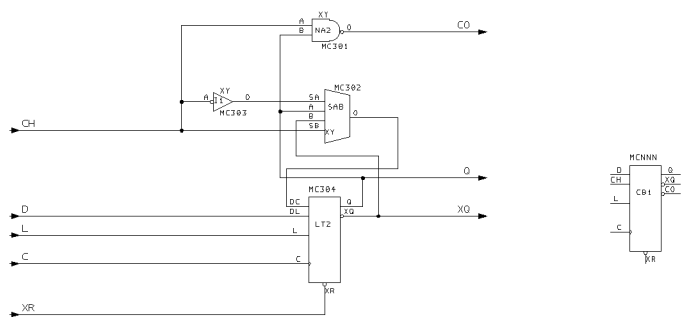 XY
A
B
NA2
O
CO
MC301
XY
A
I1
O
MC303
MC302
SA
A
B
SB
SAB
XY
O
CH
Q
MC304
DC
DL
Q
XQ
LT2
XQ
D
L
L
C
C
XR
XR
MCNNN
D
CH
L
C
CB1
Q
XQ
CO
XR